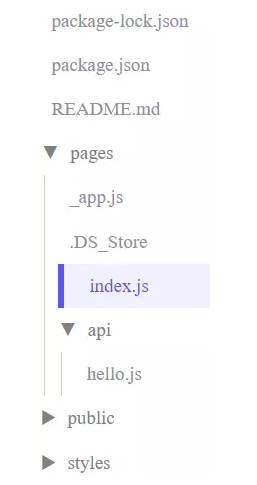 package-lock.json
package.json
README.md
pages
_app.js
.DS_Store
index.js
api
hello.js
public
styles